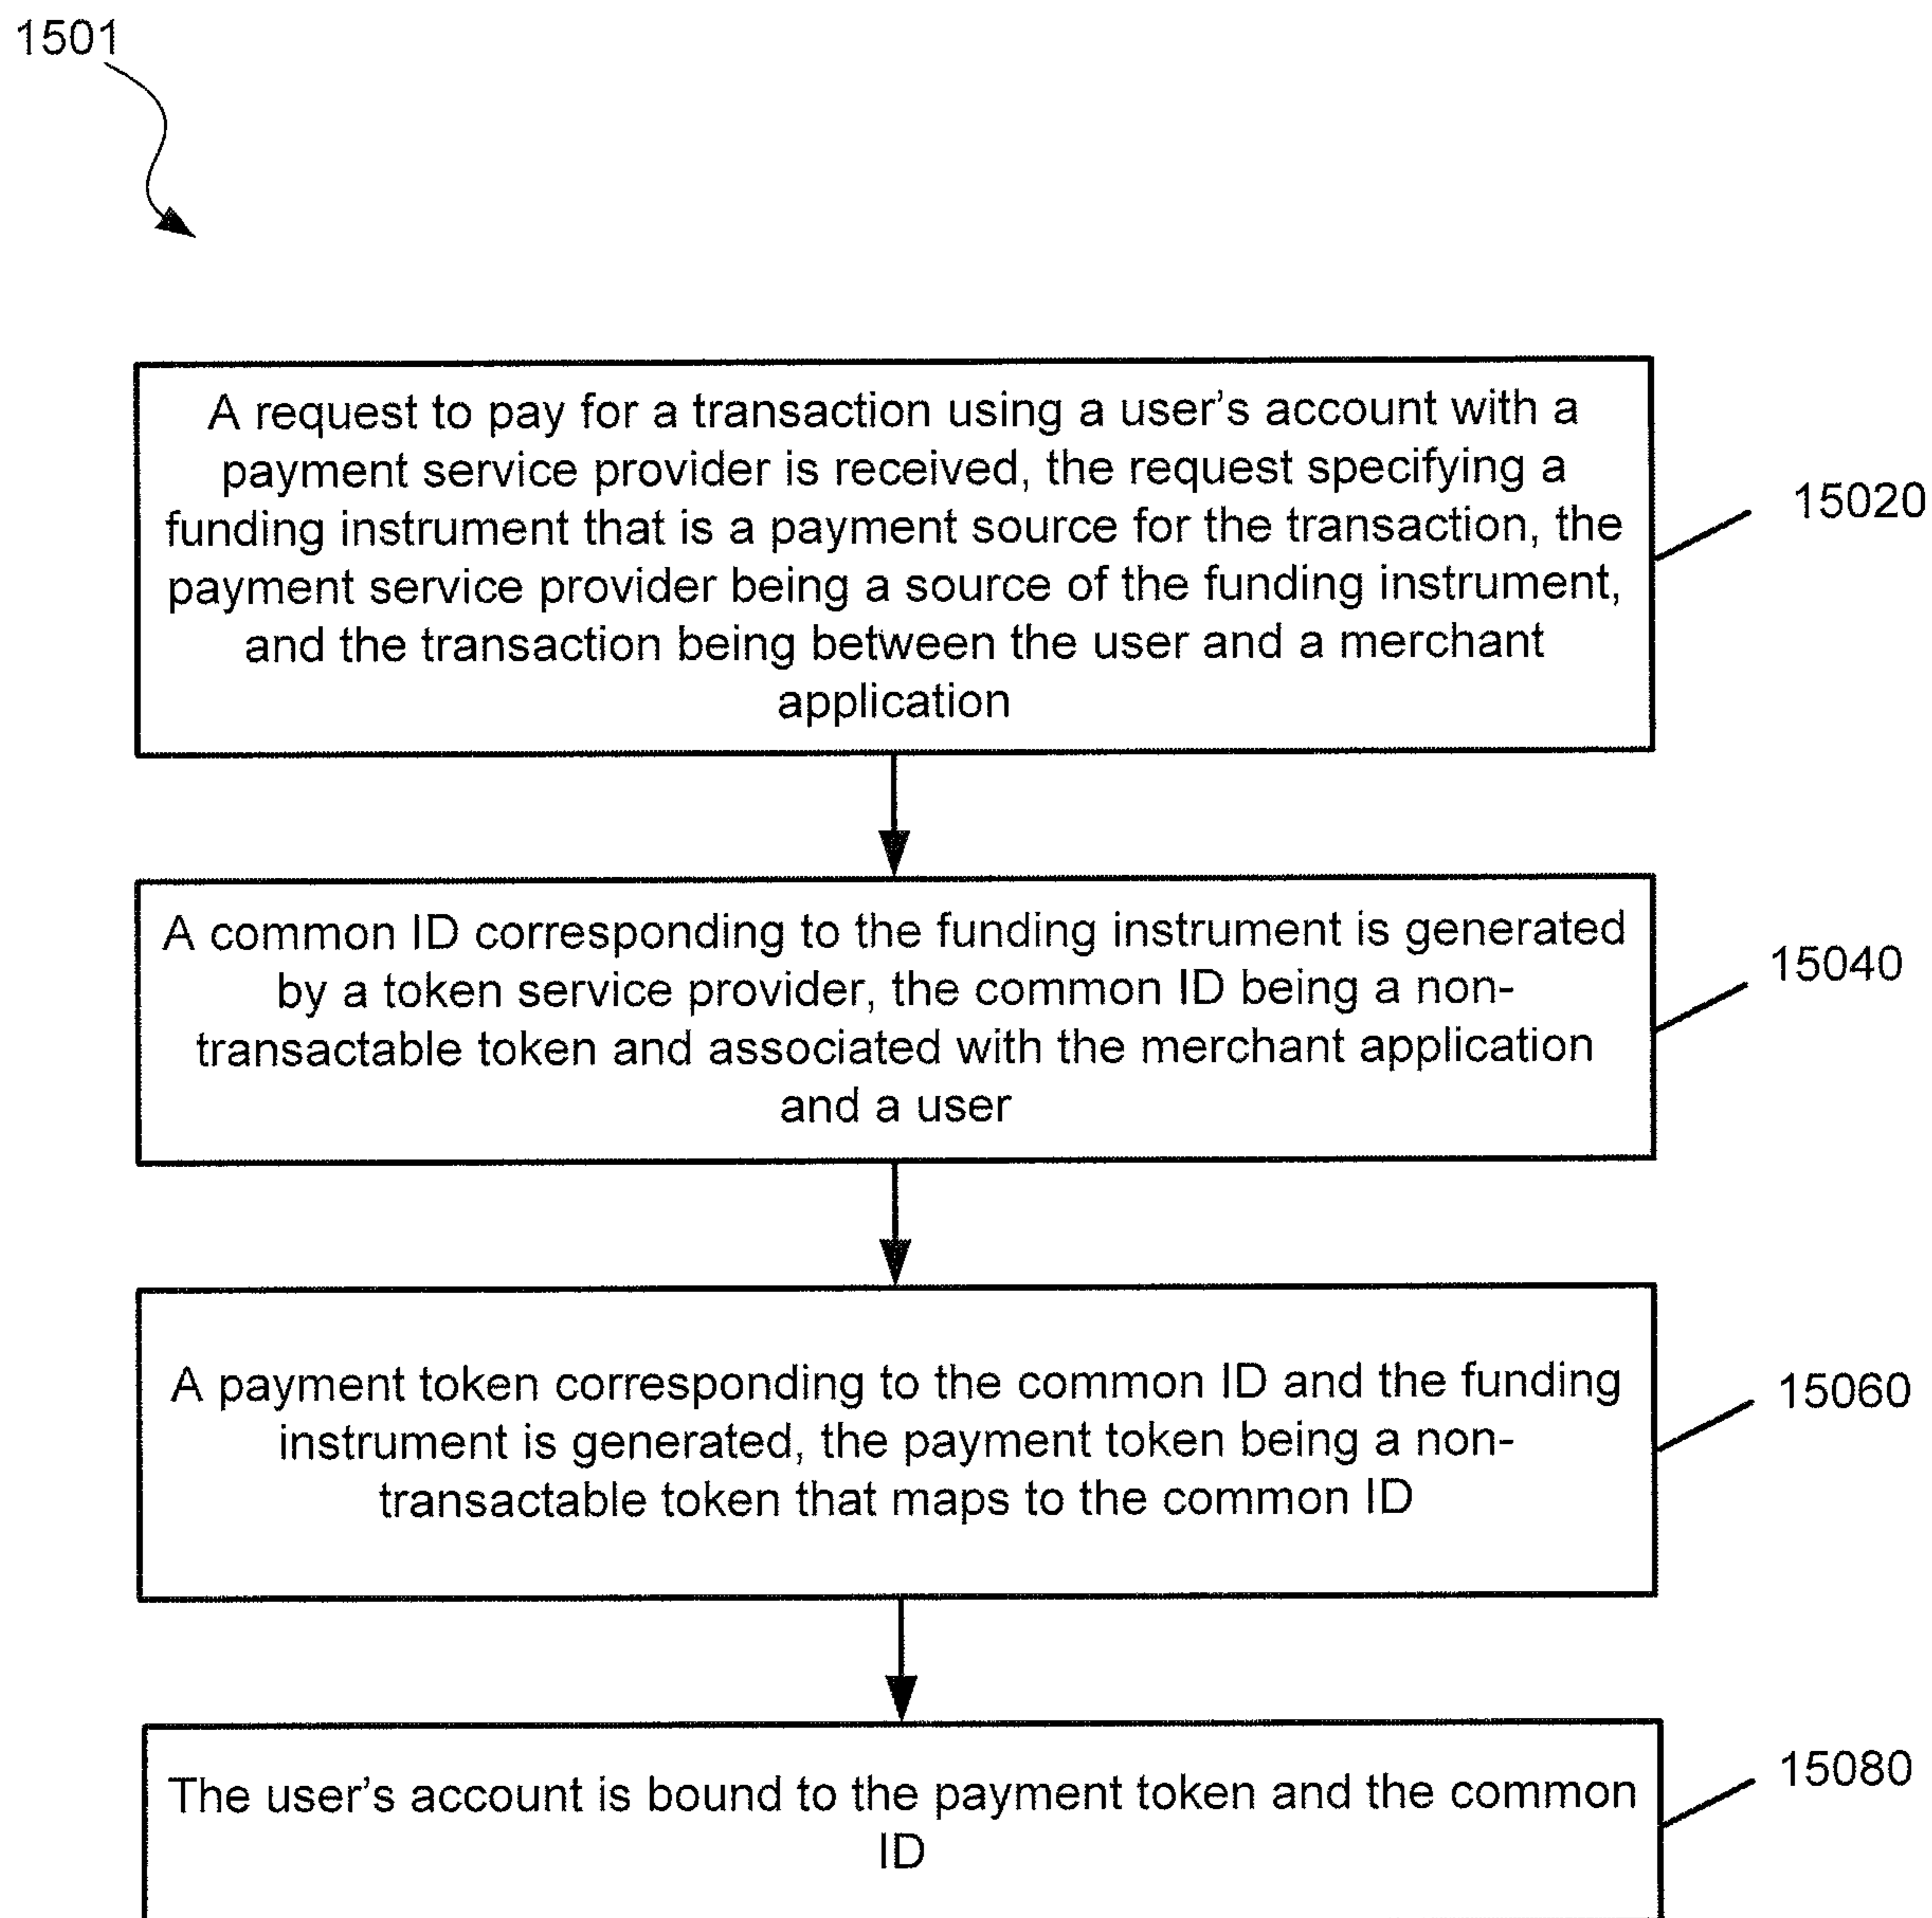 1501
A request to pay for a transaction using a user's account with a
payment service provider is received, the request specifying a
funding instrument that is a payment source for the transaction, the
payment service provider being a source of the funding instrument,
and the transaction being between the user and a merchant
application
15020
A common ID corresponding to the funding instrument is generated
by a token service provider, the common ID being a non-
transactable token and associated with the merchant application
and a user
15040
A payment token corresponding to the common ID and the funding
instrument is generated, the payment token being a non-
transactable token that maps to the common ID
15060
The user's account is bound to the payment token and the common
ID
15080